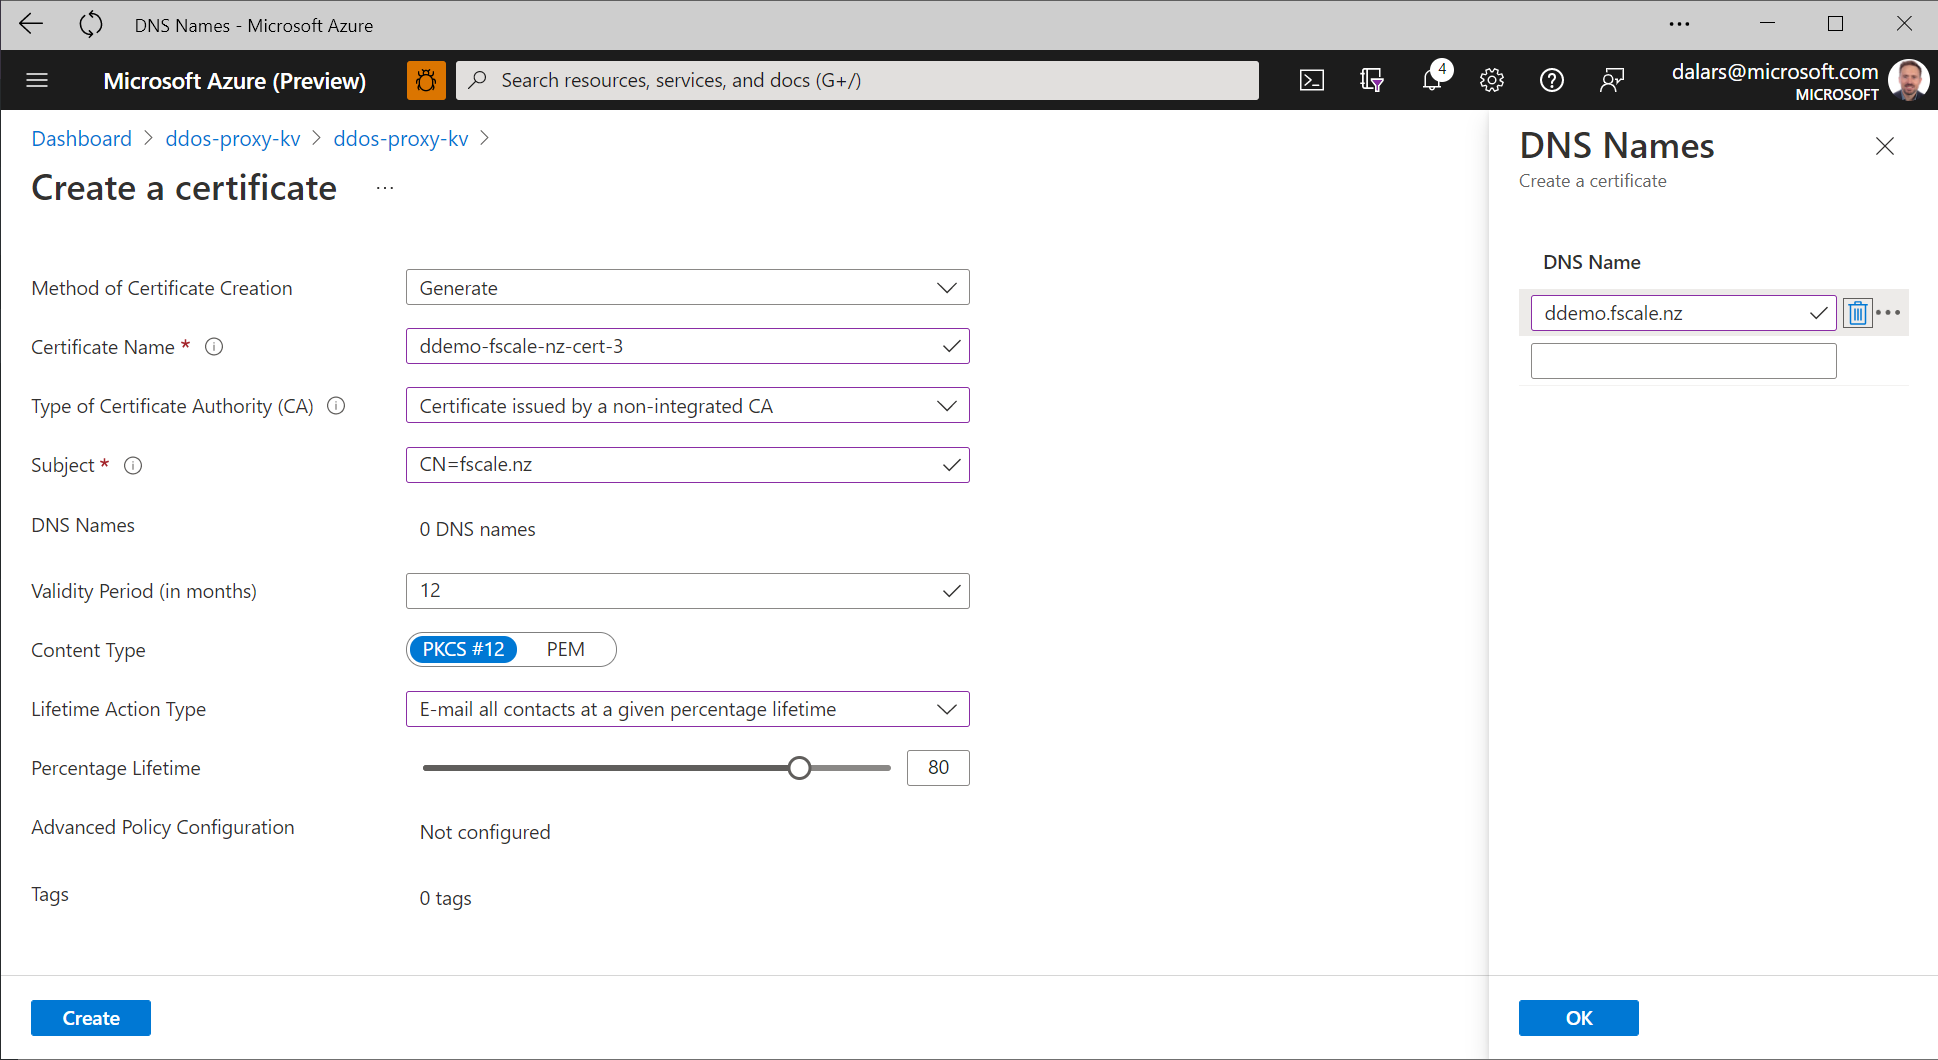 DNS Names - Microsoft Azure
Microsoft Azure (Preview)
Search resources, services, and docs (G+/)
4
dalars@microsoft.com
MICROSOFT
Dashboard > ddos-proxy-kv > ddos-proxy-kv >
Create a certificate ...
Method of Certificate Creation
Generate
Certificate Name *
ddemo-fscale-nz-cert-3
Type of Certificate Authority (CA)
Certificate issued by a non-integrated CA
Subject *
CN=fscale.nz
DNS Names
0 DNS names
Validity Period (in months)
12
Content Type
PKCS #12
PEM
Lifetime Action Type
E-mail all contacts at a given percentage lifetime
Percentage Lifetime
80
Advanced Policy Configuration
Not configured
Tags
0 tags
Create
DNS Names
Create a certificate
DNS Name
ddemo.fscale.nz
OK